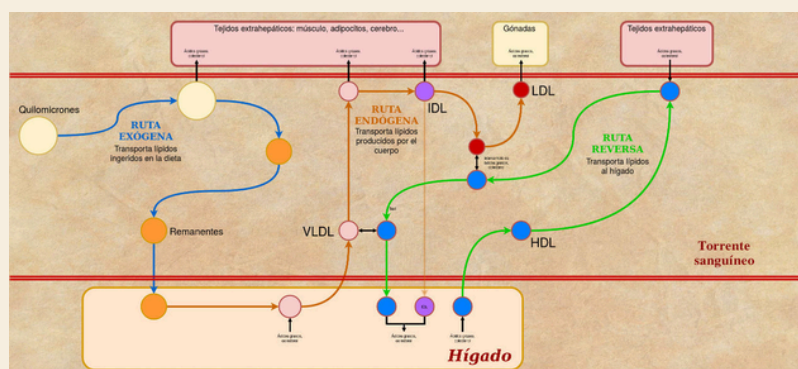 Tejidos extrahepáticos: músculo, adipocitos, cerebro...
Gónadas
Tejidos extrahepáticos
Quilomicrones
RUTA
EXÓGENA
Transporta lípidos
ingeridos en la dieta
RUTA
ENDÓGENA
Transporta lípidos
producidos por el
cuerpo
IDL
LDL
RUTA
REVERSA
Transporta lípidos
al hígado
Remanentes
VLDL
HDL
Torrente
sanguíneo
Hígado